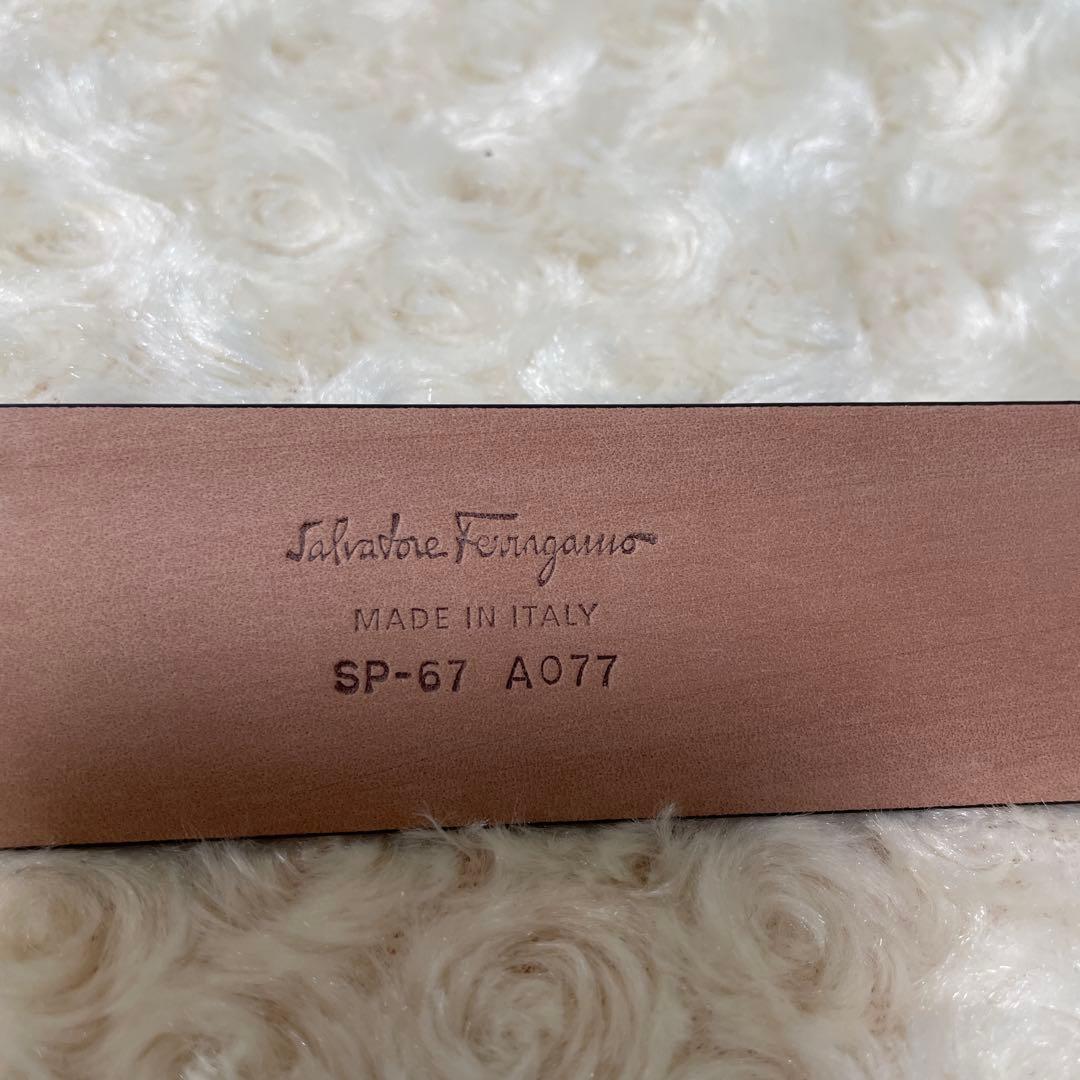 Salvatore Ferragamo
MADE IN ITALY
SP-67 A077